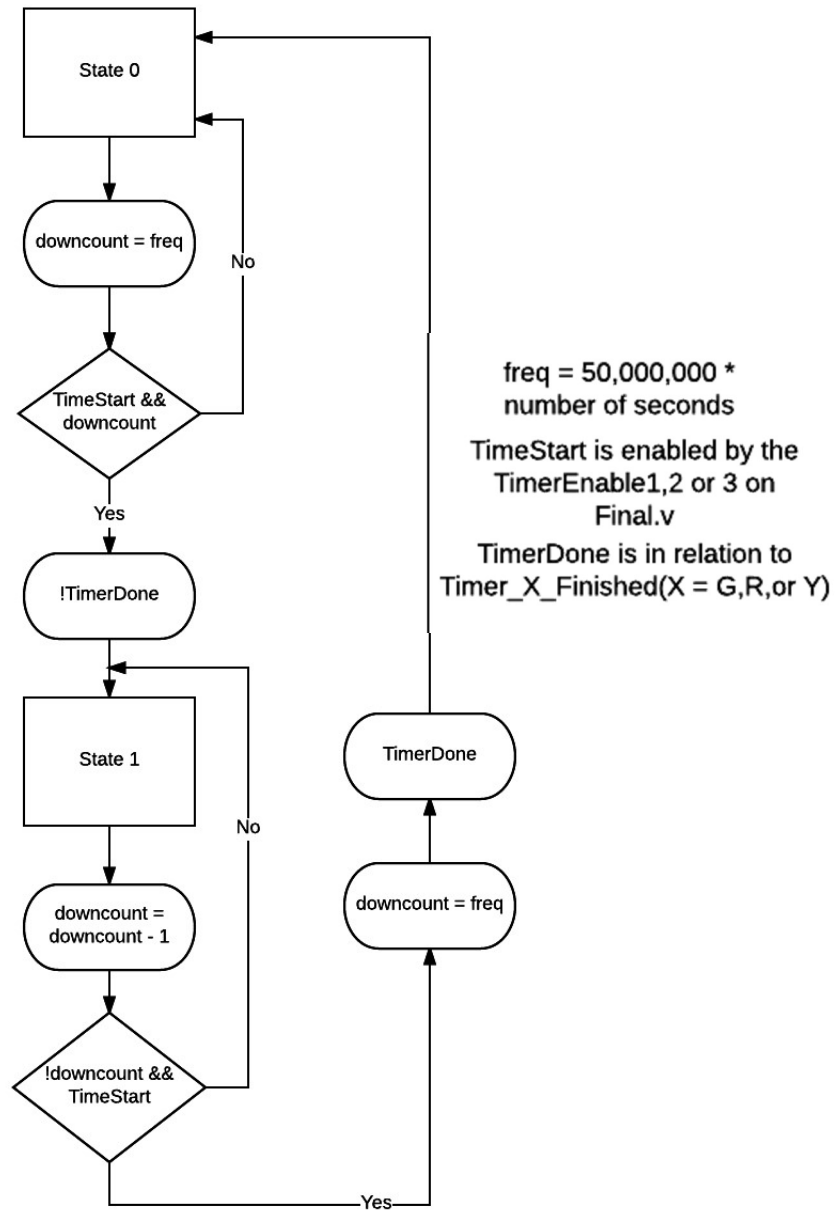 State 0
downcount = freq
No
TimeStart &&
downcount
Yes
!TimerDone
State 1
No
downcount =
downcount - 1
!downcount &&
TimeStart
Yes
downcount = freq
TimerDone
freq = 50,000,000 *
number of seconds
TimeStart is enabled by the
TimerEnable1,2 or 3 on
Final.v
TimerDone is in relation to
Timer_X_Finished(X = G,R,or Y)